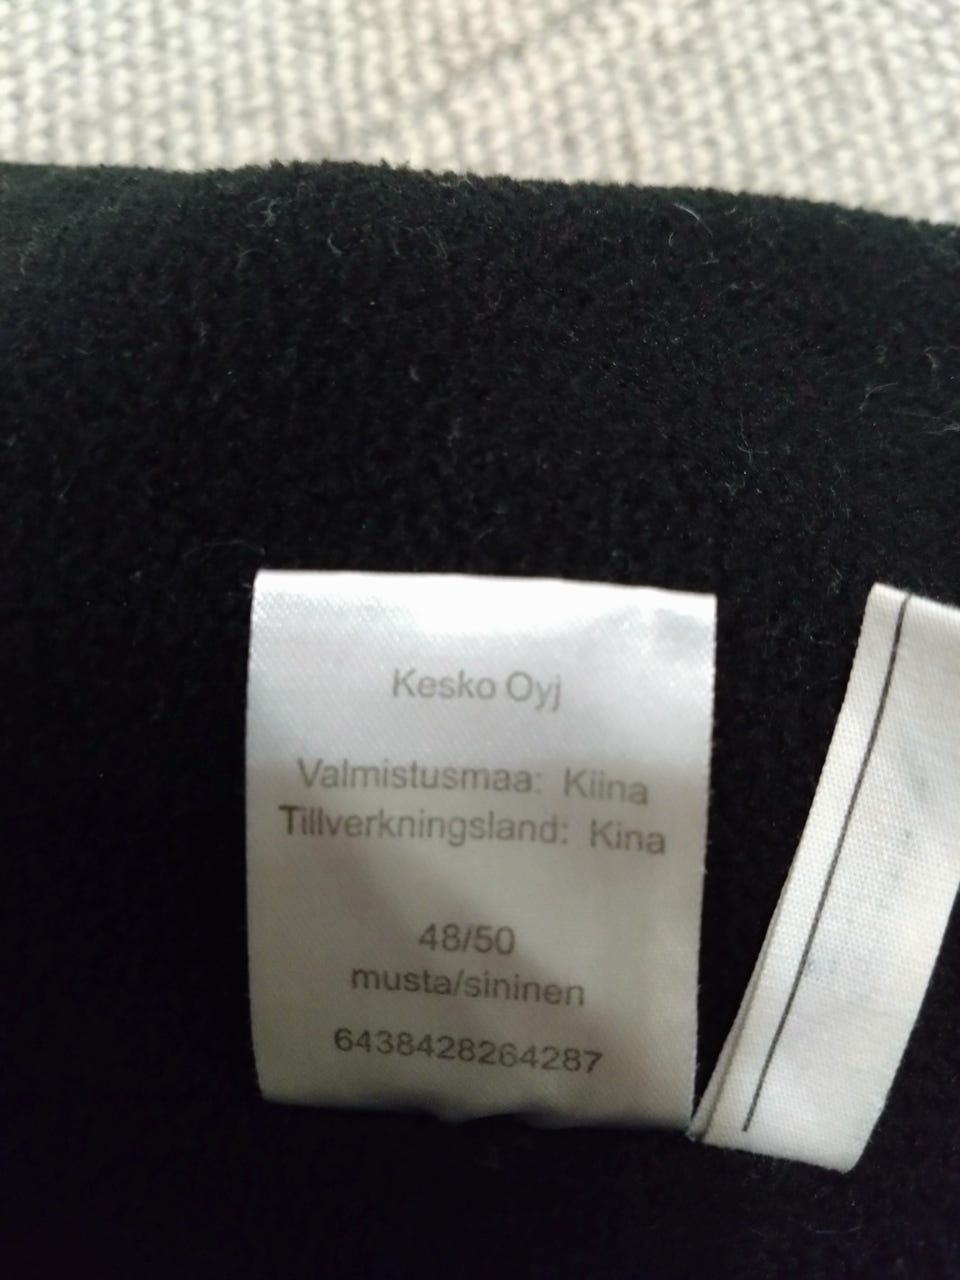 Kesko Oyj
Valmistusmaa: Kiina
Tillverkningsland: Kina
48/50
musta/sininen
6438428264287